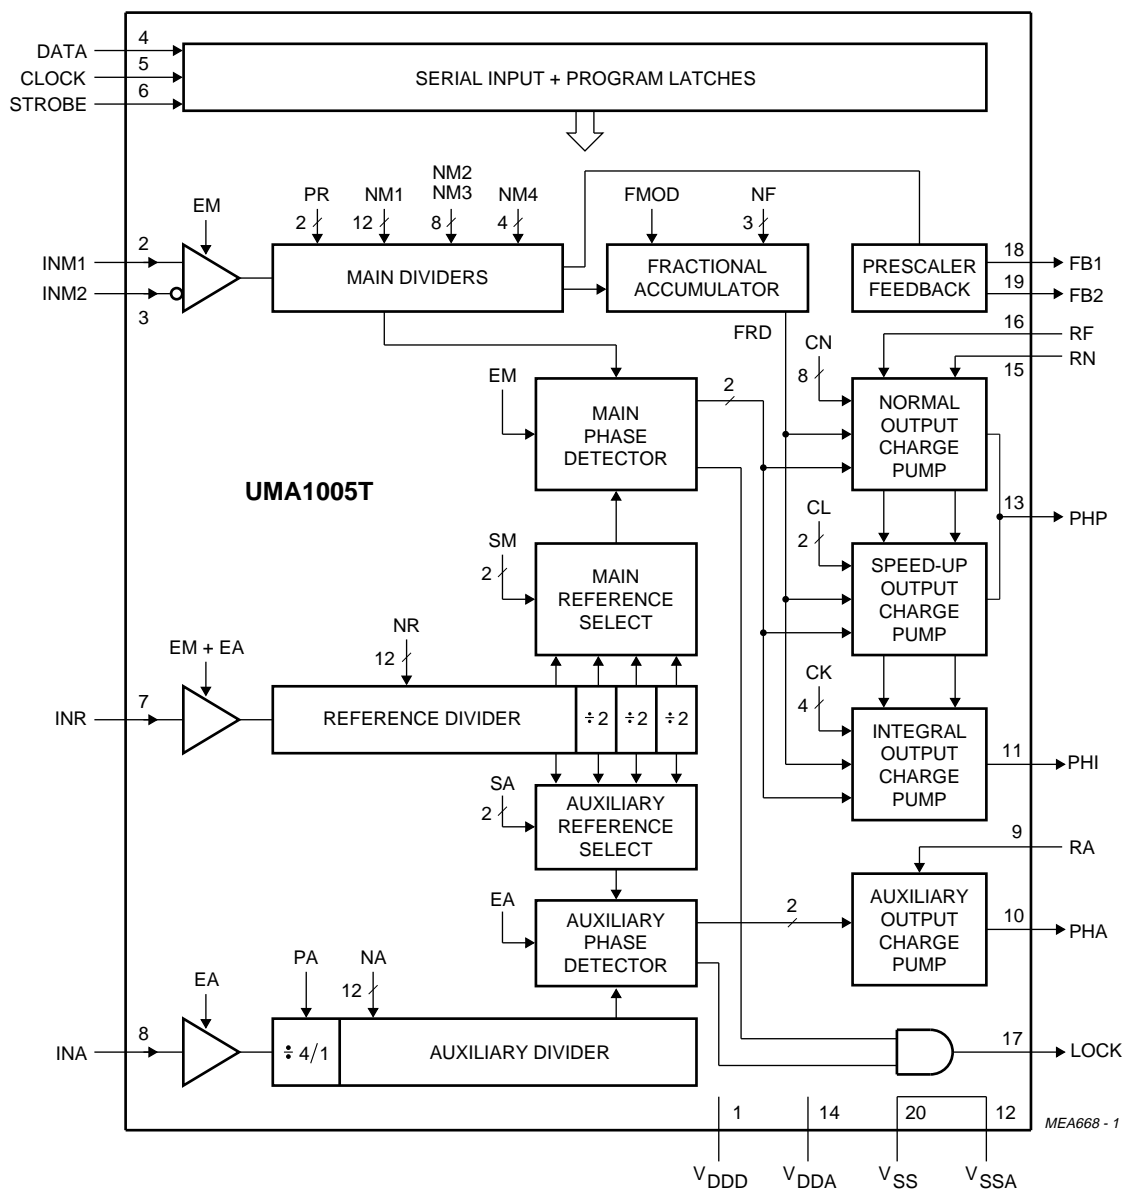 4
DATA
5
CLOCK
6
STROBE
SERIAL INPUT + PROGRAM LATCHES
EM
PR
2
NM1
12
NM2
NM3
8
NM4
4
FMOD
NF
3
2
INM1
INM2
3
MAIN DIVIDERS
FRACTIONAL
ACCUMULATOR
PRESCALER
FEEDBACK
18
FB1
19
FB2
FRD
16
RF
RN
15
EM
MAIN
PHASE
DETECTOR
2
CN
8
NORMAL
OUTPUT
CHARGE
PUMP
UMA1005T
13
PHP
SM
2
MAIN
REFERENCE
SELECT
CL
2
SPEED-UP
OUTPUT
CHARGE
PUMP
EM + EA
NR
12
7
INR
REFERENCE DIVIDER
÷2
÷2
÷2
CK
4
INTEGRAL
OUTPUT
CHARGE
PUMP
11
PHI
SA
2
AUXILIARY
REFERENCE
SELECT
9
RA
EA
AUXILIARY
PHASE
DETECTOR
2
AUXILIARY
OUTPUT
CHARGE
PUMP
10
PHA
EA
PA
NA
12
8
INA
÷ 4/1
AUXILIARY DIVIDER
17
LOCK
1
14
20
12
MEA668 - 1
VDDD
VDDA
VSS
VSSA